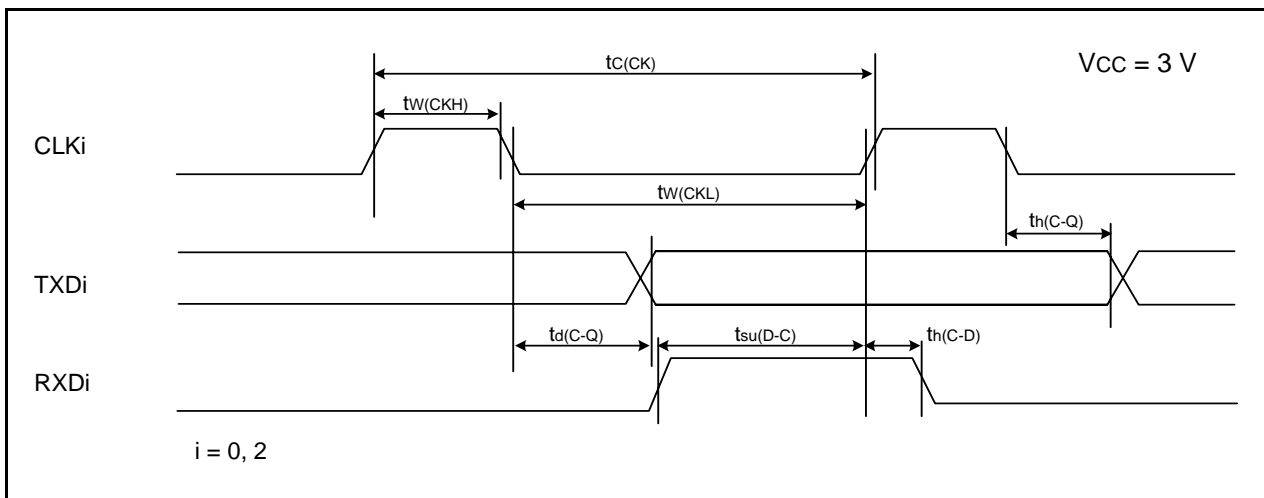 tC(CK)
VCC = 3 V
tW(CKH)
CLKi
tW(CKL)
th(C-Q)
TXDi
td(C-Q)
tsu(D-C)
th(C-D)
RXDi
i = 0, 2